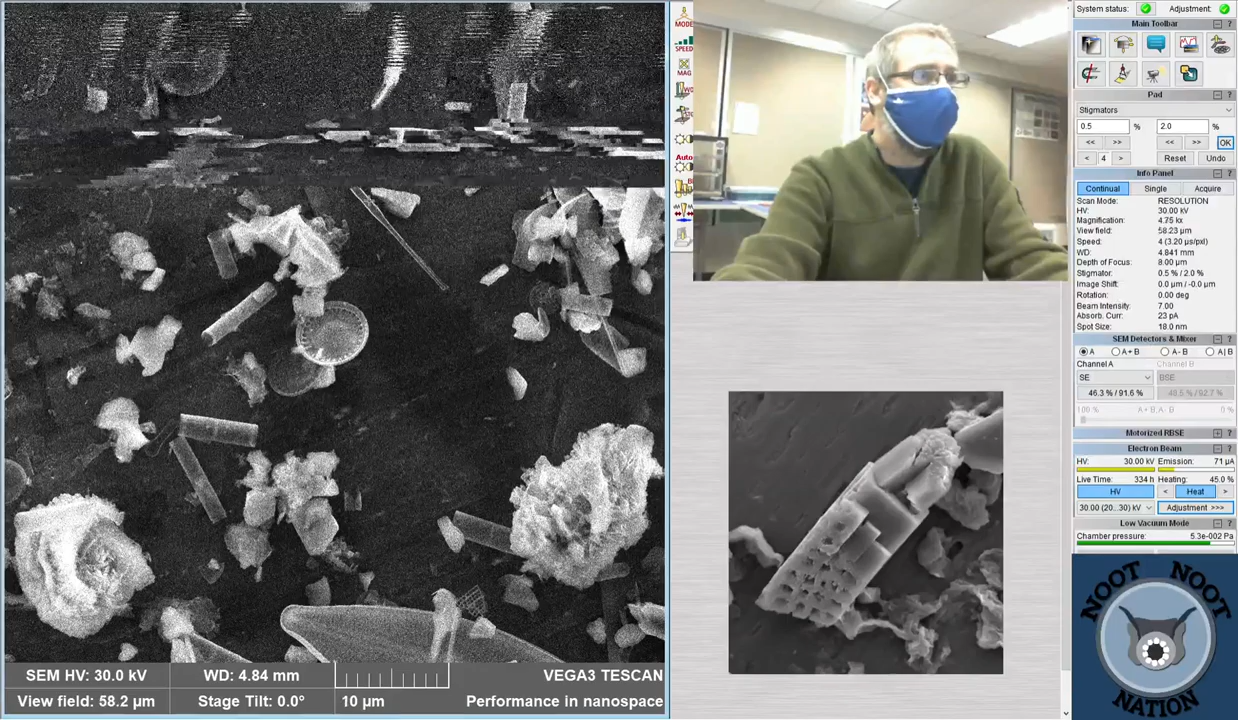 SEM HV: 30.0 kV
WD: 4.84 mm
VEGA3 TESCAN
View field: 58.2 µm
Stage Tilt: 0.0°
10 µm
Performance in nanospace
MODE
SPEED
MAG
WD
Auto
System status:
Adjustment:
Main Toolbar
Pad
Stigmators
0.5 %
2.0 %
<< >>
<< >>
OK
< 4 >
Reset
Undo
Info Panel
Continual
Single
Acquire
Scan Mode: RESOLUTION
HV: 30.00 kV
Magnification: 4.75 kx
View field: 58.23 µm
Speed: 4 (3.20 µs/pxl)
WD: 4.841 mm
Depth of Focus: 8.00 µm
Stigmator: 0.5 % / 2.0 %
Image Shift: 0.0 µm / -0.0 µm
Rotation: 0.00 deg
Beam Intensity: 7.00
Absorb. Curr: 23 pA
Spot Size: 18.0 nm
SEM Detectors & Mixer
A
A + B
A - B
A | B
Channel A
Channel B
SE
BSE
46.3 % / 91.6 %
100 %
A + B,A - B
0 %
Motorized RBSE
Electron Beam
HV: 30.00 kV
Emission: 71 µA
Live Time: 334 h
Heating: 45.0 %
HV
< Heat >
30.00 (20...30) kV
Adjustment >>>
Low Vacuum Mode
Chamber pressure: 5.3e-002 Pa
NOOT NOOT
NATION